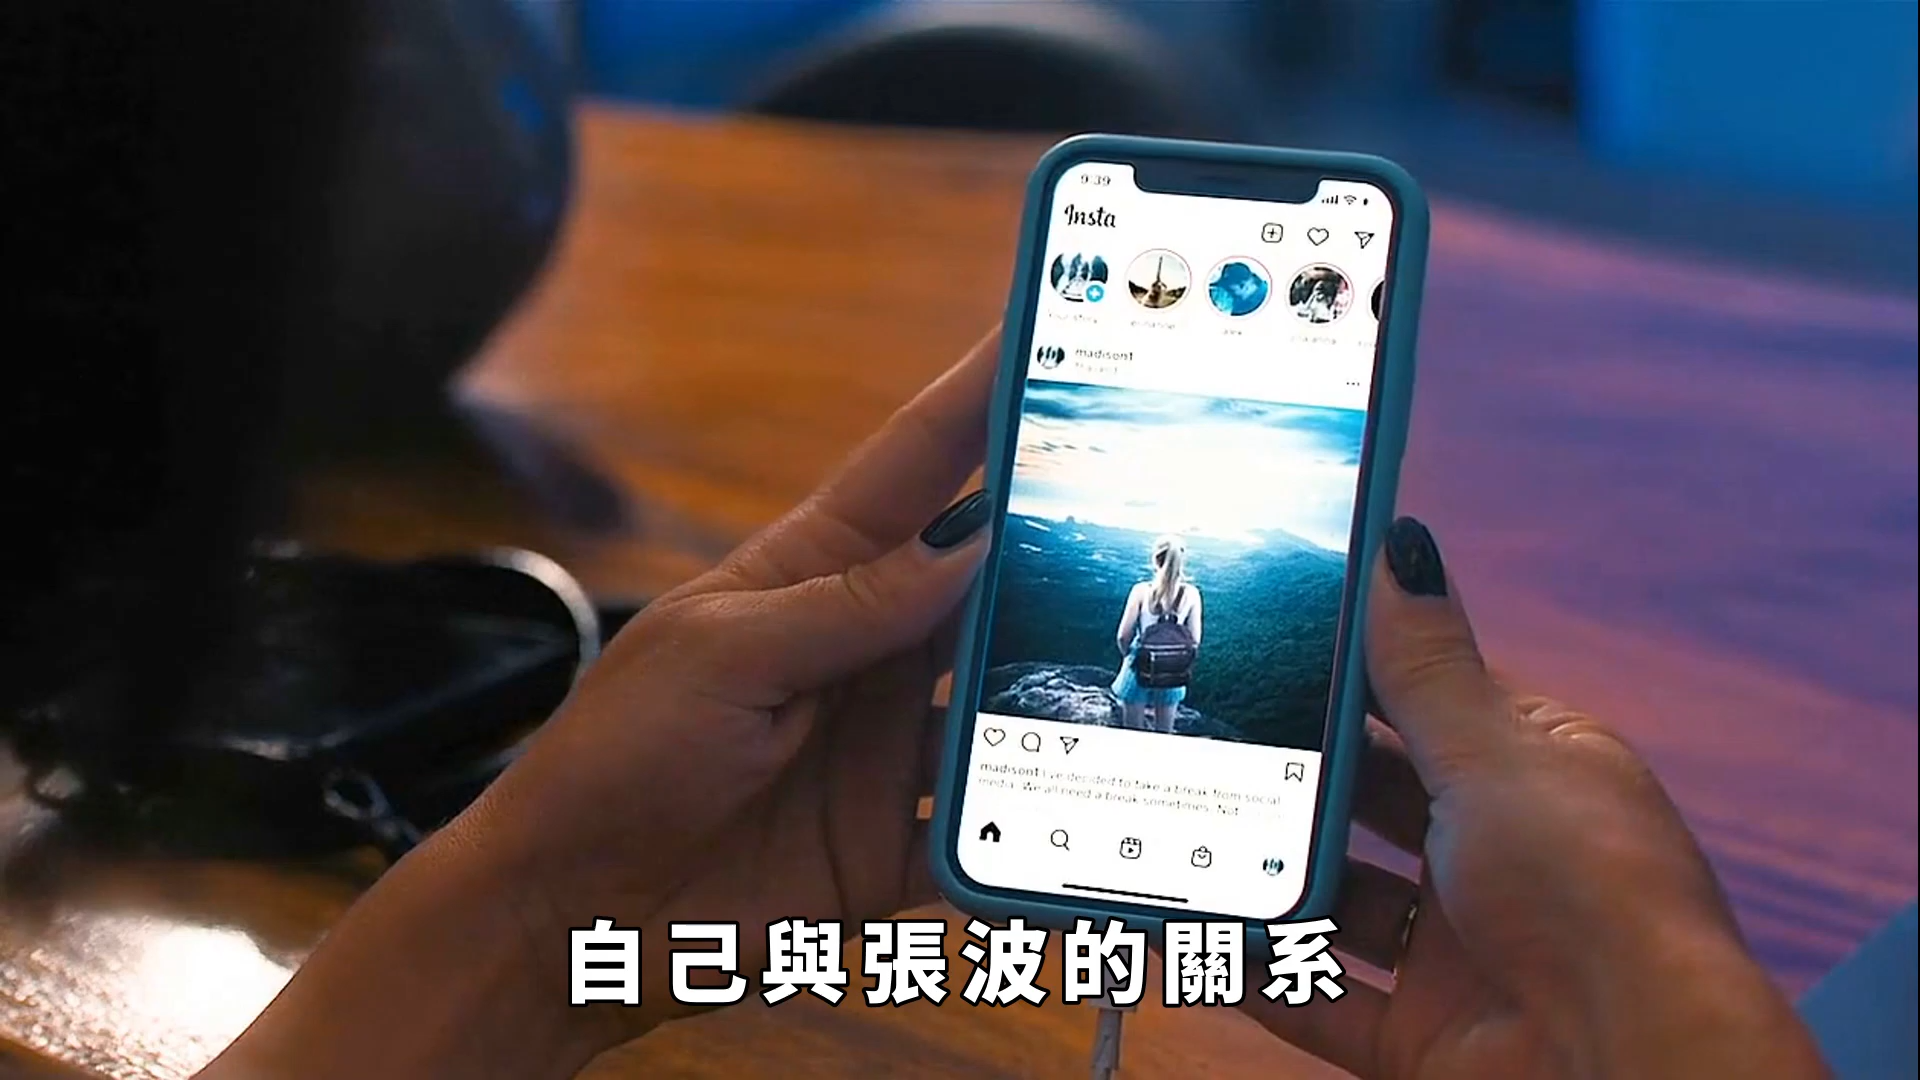 9:39
Insta
alex
madisont
madisont I've decided to take a break from social
media. We all need a break sometimes. Not
自己與張波的關系